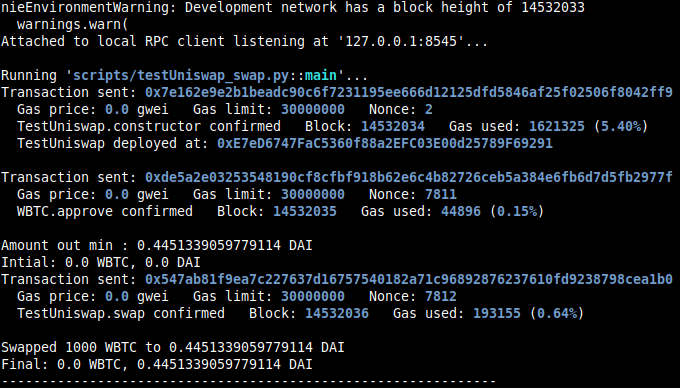 nieEnvironmentWarning: Development network has a block height of 14532033
warnings.warn(
Attached to local RPC client listening at '127.0.0.1:8545'...
Running 'scripts/testUniswap_swap.py::main'...
Transaction sent: 0x7e162e9e2b1beadc90c6f7231195ee666d12125dfd5846af25f02506f8042ff9
Gas price: 0.0 gwei   Gas limit: 30000000   Nonce: 2
TestUniswap.constructor confirmed   Block: 14532034   Gas used: 1621325 (5.40%)
TestUniswap deployed at: 0xE7eD6747FaC5360f88a2EFC03E00d25789F69291
Transaction sent: 0xde5a2e03253548190cf8cfbf918b62e6c4b82726ceb5a384e6fb6d7d5fb2977f
Gas price: 0.0 gwei   Gas limit: 30000000   Nonce: 7811
WBTC.approve confirmed   Block: 14532035   Gas used: 44896 (0.15%)
Amount out min : 0.4451339059779114 DAI
Intial: 0.0 WBTC, 0.0 DAI
Transaction sent: 0x547ab81f9ea7c227637d16757540182a71c96892876237610fd9238798cea1b0
Gas price: 0.0 gwei   Gas limit: 30000000   Nonce: 7812
TestUniswap.swap confirmed   Block: 14532036   Gas used: 193155 (0.64%)
Swapped 1000 WBTC to 0.4451339059779114 DAI
Final: 0.0 WBTC, 0.4451339059779114 DAI
--------------------------------------------------------------